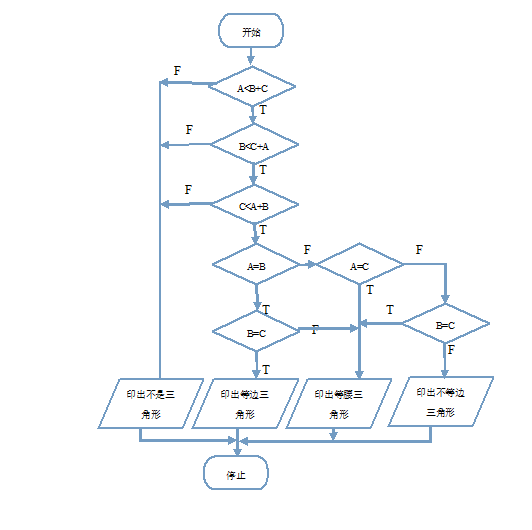 开始
F
A<B+C
T
F
B<C+A
T
F
C<A+B
T
A=B
F
A=C
F
T
T
T
B=C
F
B=C
T
F
印出不是三
角形
印出等边三
角形
印出等腰三
角形
印出不等边
三角形
停止